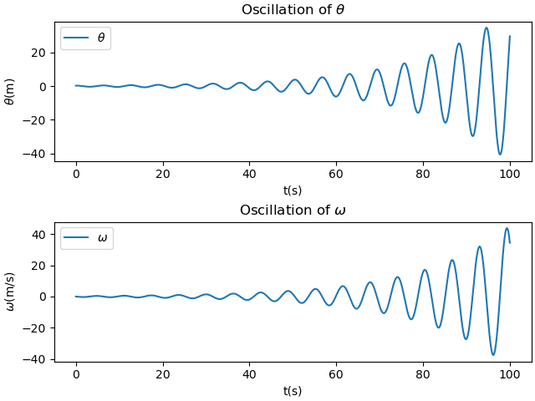 Oscillation of θ
θ
20
0
−20
−40
θ(m)
0 20 40 60 80 100
t(s)
Oscillation of ω
ω
40
20
0
−20
−40
ω(m/s)
0 20 40 60 80 100
t(s)